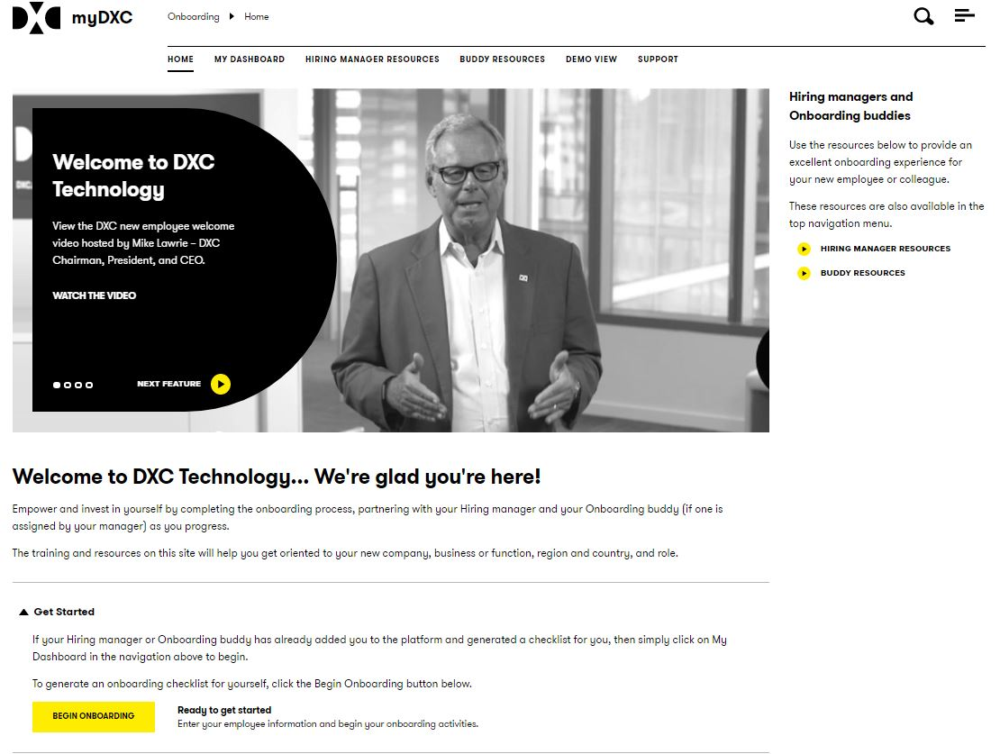 myDXC
Onboarding Home
HOME MY DASHBOARD HIRING MANAGER RESOURCES BUDDY RESOURCES DEMO VIEW SUPPORT
Welcome to DXC
Technology
View the DXC new employee welcome
video hosted by Mike Lawrie – DXC
Chairman, President, and CEO.
WATCH THE VIDEO
NEXT FEATURE
Hiring managers and
Onboarding buddies
Use the resources below to provide an
excellent onboarding experience for
your new employee or colleague.
These resources are also available in the
top navigation menu.
HIRING MANAGER RESOURCES
BUDDY RESOURCES
Welcome to DXC Technology... We're glad you're here!
Empower and invest in yourself by completing the onboarding process, partnering with your Hiring manager and your Onboarding buddy (if one is
assigned by your manager) as you progress.
The training and resources on this site will help you get oriented to your new company, business or function, region and country, and role.
Get Started
If your Hiring manager or Onboarding buddy has already added you to the platform and generated a checklist for you, then simply click on My
Dashboard in the navigation above to begin.
To generate an onboarding checklist for yourself, click the Begin Onboarding button below.
BEGIN ONBOARDING
Ready to get started
Enter your employee information and begin your onboarding activities.